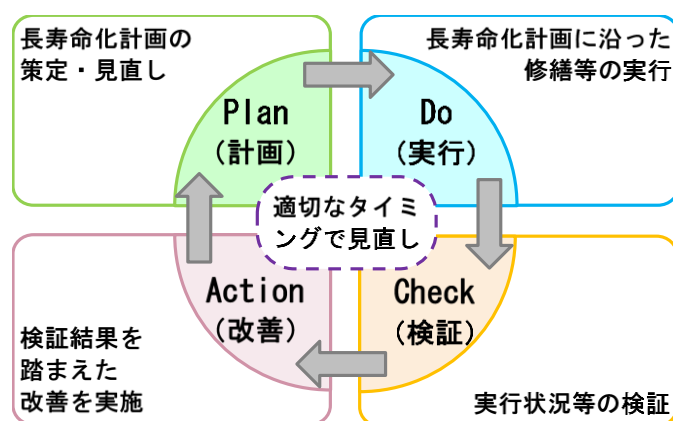 長寿命化計画の
策定・見直し
Plan
(計画)
長寿命化計画に沿った
修繕等の実行
Do
(実行)
適切なタイミ
ングで見直し
Action
(改善)
検証結果を
踏まえた
改善を実施
Check
(検証)
実行状況等の検証